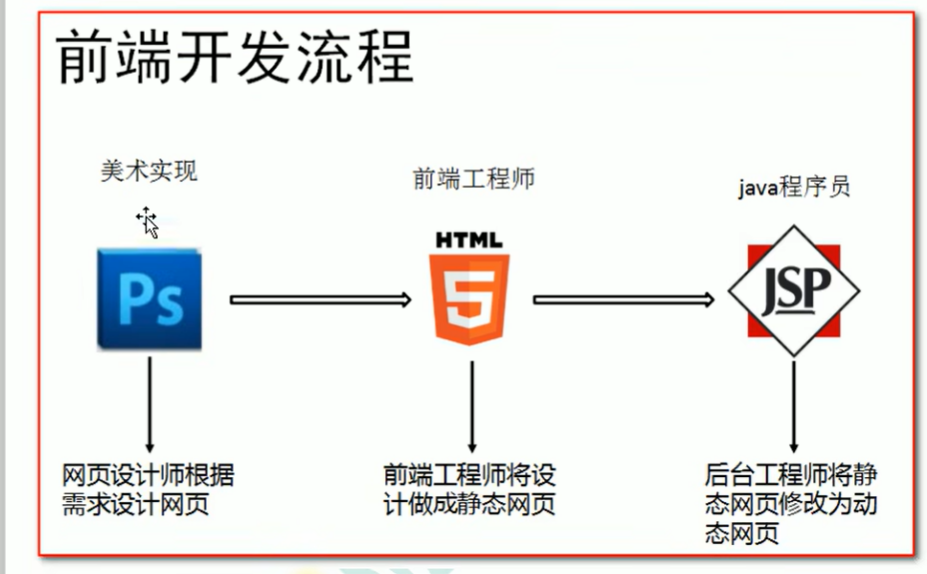 前端开发流程
美术实现
前端工程师
java程序员
Ps
HTML
5
JSP
网页设计师根据
需求设计网页
前端工程师将设
计做成静态网页
后台工程师将静
态网页修改为动
态网页